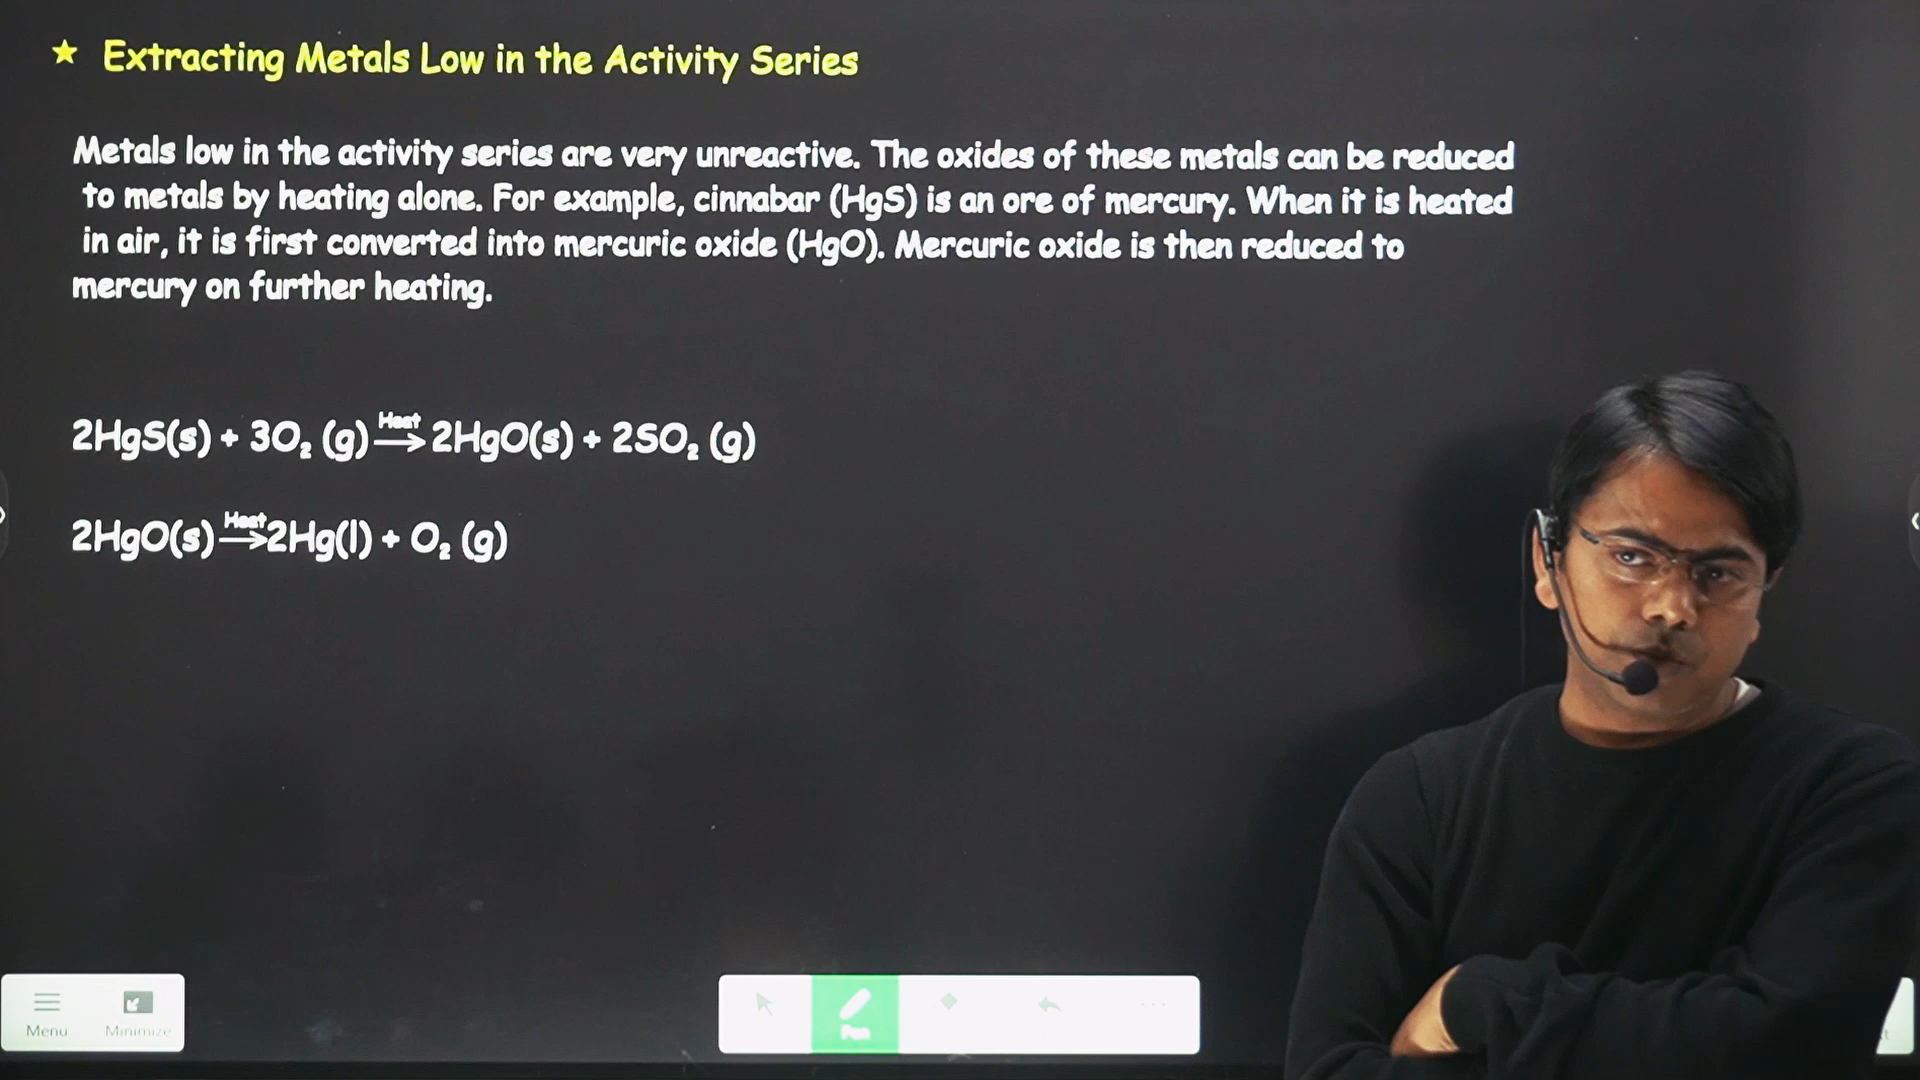 ★ Extracting Metals Low in the Activity Series
Metals low in the activity series are very unreactive. The oxides of these metals can be reduced
to metals by heating alone. For example, cinnabar (HgS) is an ore of mercury. When it is heated
in air, it is first converted into mercuric oxide (HgO). Mercuric oxide is then reduced to
mercury on further heating.
2HgS(s) + 3O₂ (g) Heat⟶ 2HgO(s) + 2SO₂ (g)
2HgO(s) Heat⟶ 2Hg(l) + O₂ (g)
Menu Minimize Pen